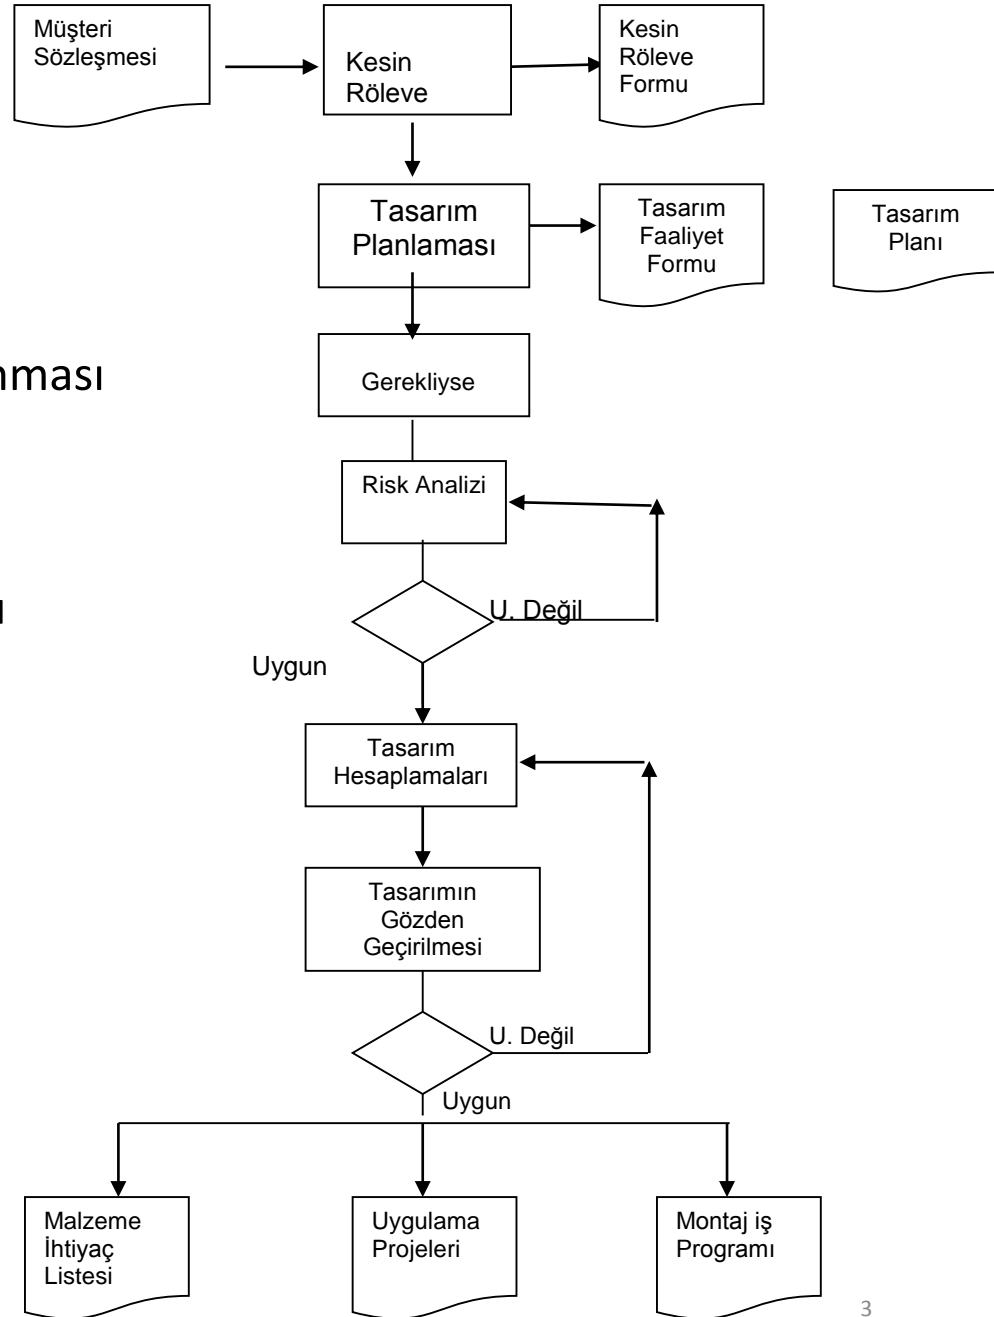 Müşteri
Sözleşmesi
Kesin
Röleve
Kesin
Röleve
Formu
Tasarım
Planlaması
Tasarım
Faaliyet
Formu
Tasarım
Planı
Gerekliyse
Risk Analizi
U. Değil
Uygun
Tasarım
Hesaplamaları
Tasarımın
Gözden
Geçirilmesi
U. Değil
Uygun
Malzeme
İhtiyaç
Listesi
Uygulama
Projeleri
Montaj iş
Programı
3